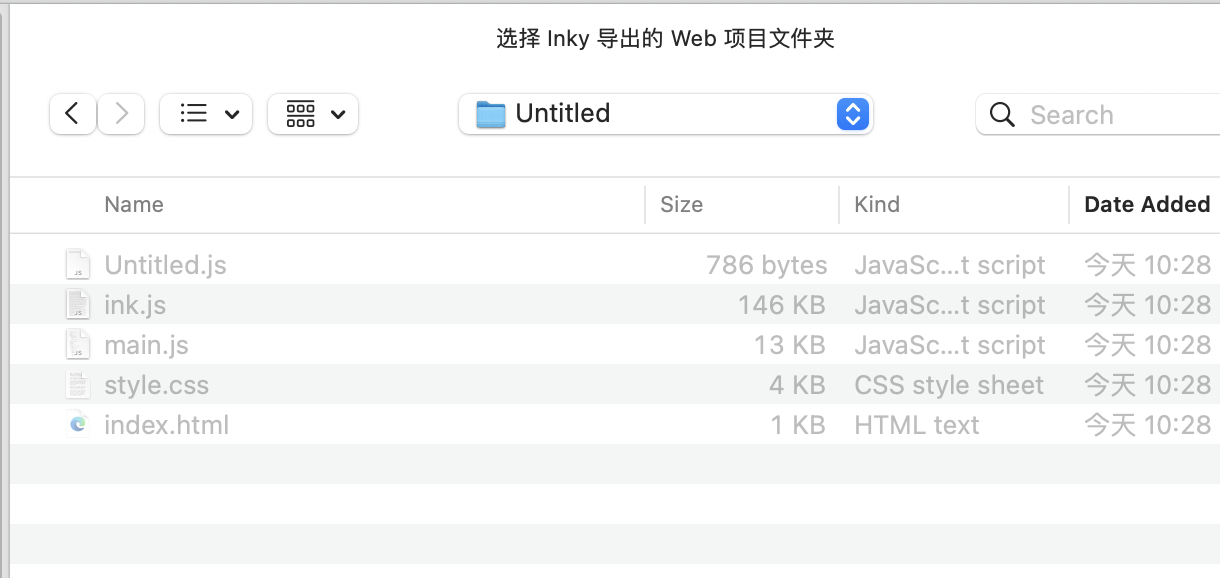 选择 Inky 导出的 Web 项目文件夹
Untitled
Search
Name Size Kind Date Added
Untitled.js 786 bytes JavaSc...t script 今天 10:28
ink.js 146 KB JavaSc...t script 今天 10:28
main.js 13 KB JavaSc...t script 今天 10:28
style.css 4 KB CSS style sheet 今天 10:28
index.html 1 KB HTML text 今天 10:28